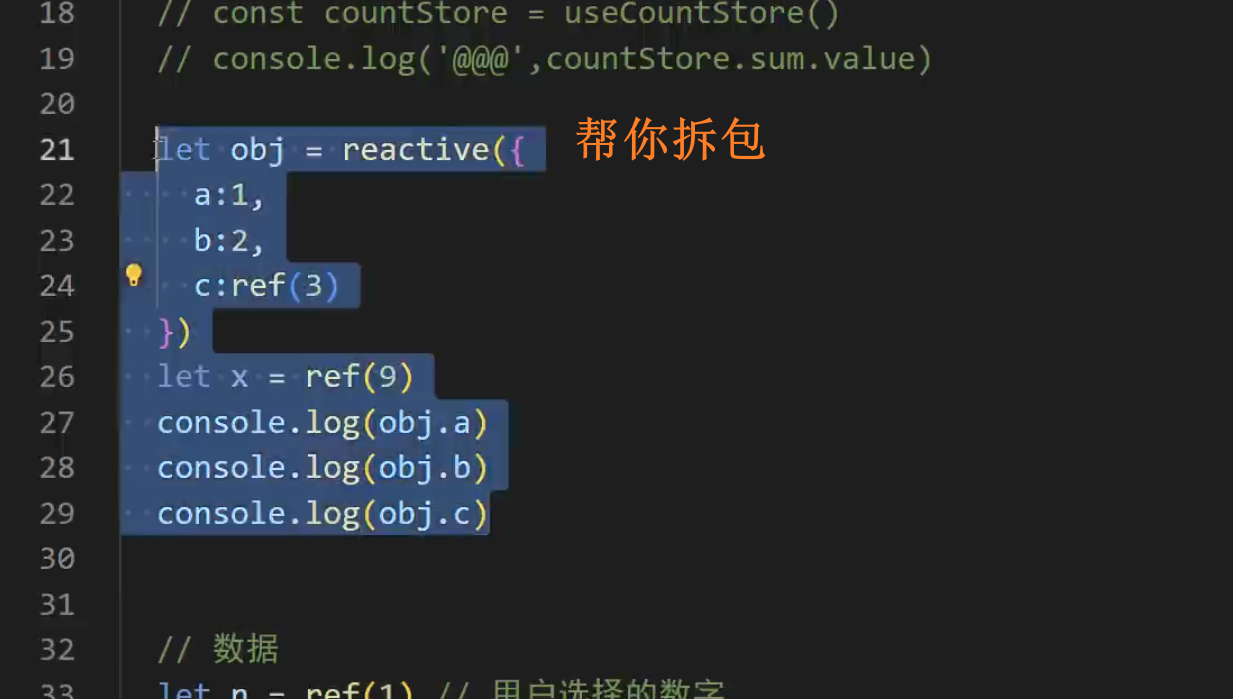 18 // const countStore = useCountStore()
19 // console.log('@@@',countStore.sum.value)
20
21 let obj = reactive({ 帮你拆包
22 a:1,
23 b:2,
24 c:ref(3)
25 })
26 let x = ref(9)
27 console.log(obj.a)
28 console.log(obj.b)
29 console.log(obj.c)
30
31
32 // 数据
33 let n = ref(1) // 用户选择的数字